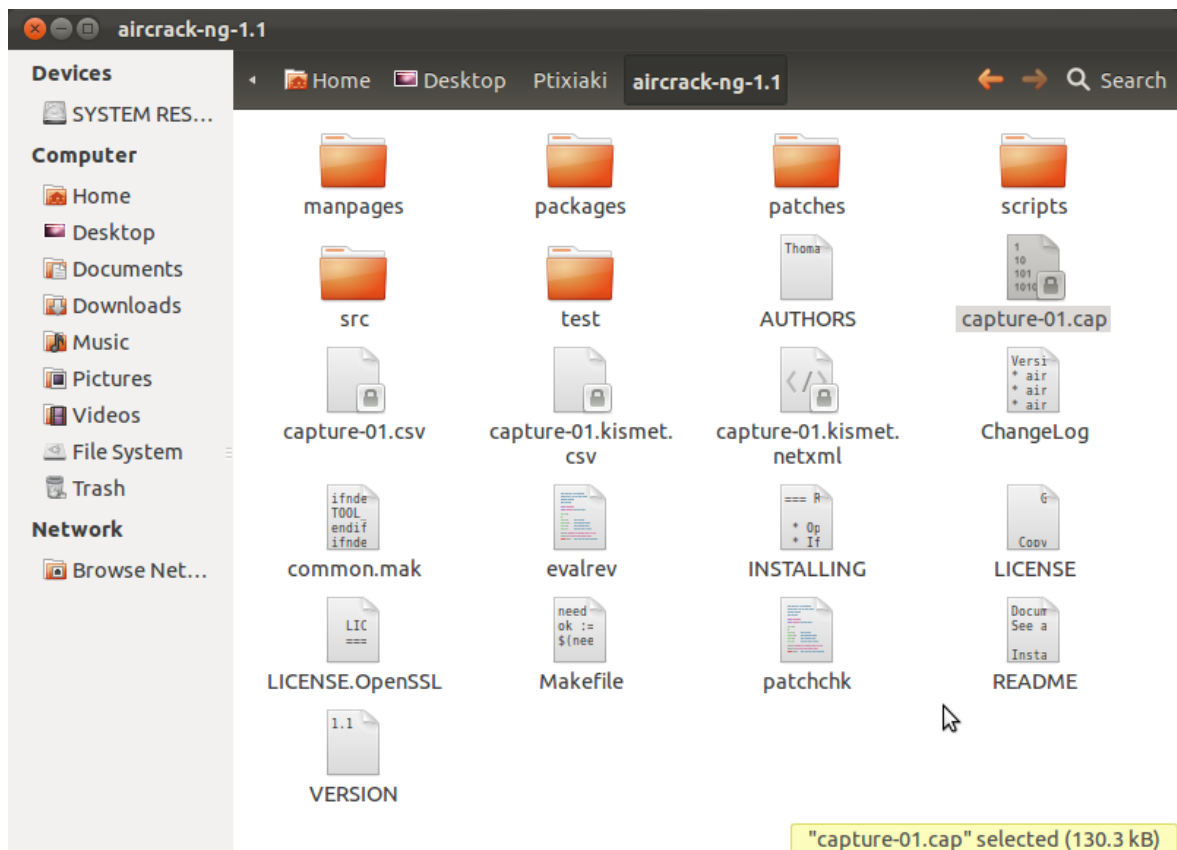 aircrack-ng-1.1
Devices
SYSTEM RES...
Computer
Home
Desktop
Documents
Downloads
Music
Pictures
Videos
File System
Trash
Network
Browse Net...
Home Desktop Ptixiaki aircrack-ng-1.1 Search
manpages packages patches scripts
Thoma
1
10
101
1010
src test AUTHORS capture-01.cap
Versi
* air
* air
* air
capture-01.csv capture-01.kismet. capture-01.kismet. ChangeLog
csv netxml
ifnde
TOOL_
endif
ifnde
=== R
* Op
* If
G
Copy
common.mak evalrev INSTALLING LICENSE
LIC
===
need
ok :=
$(nee
Docum
See a
Insta
LICENSE.OpenSSL Makefile patchchk README
1.1
VERSION
"capture-01.cap" selected (130.3 kB)